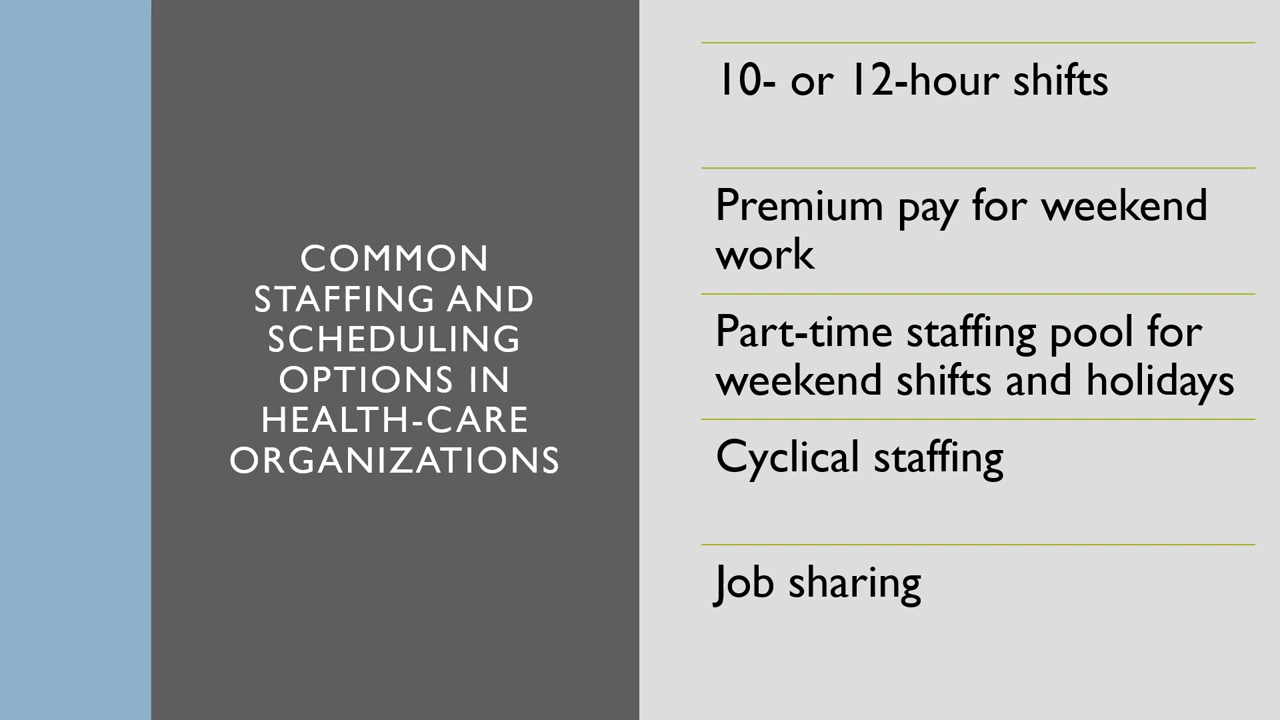 COMMON
STAFFING AND
SCHEDULING
OPTIONS IN
HEALTH-CARE
ORGANIZATIONS
10- or 12-hour shifts
Premium pay for weekend
work
Part-time staffing pool for
weekend shifts and holidays
Cyclical staffing
Job sharing